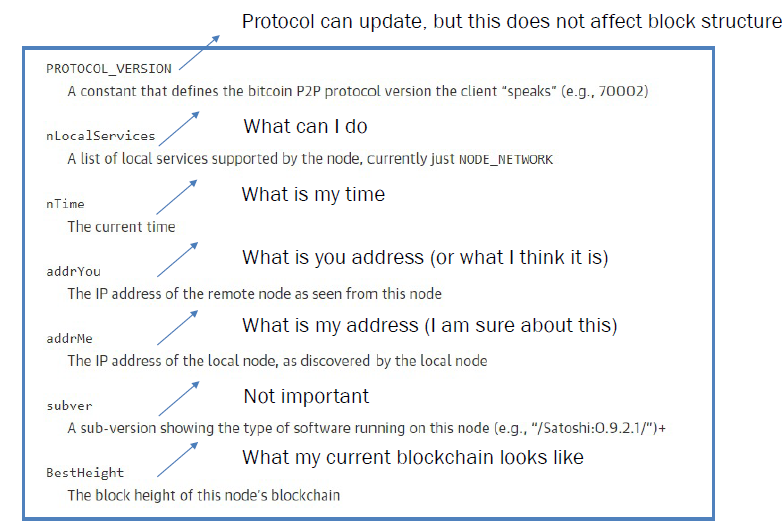 Protocol can update, but this does not affect block structure
PROTOCOL_VERSION
A constant that defines the bitcoin P2P protocol version the client “speaks” (e.g., 70002)
What can I do
nLocalServices
A list of local services supported by the node, currently just NODE_NETWORK
What is my time
nTime
The current time
What is you address (or what I think it is)
addrYou
The IP address of the remote node as seen from this node
What is my address (I am sure about this)
addrMe
The IP address of the local node, as discovered by the local node
Not important
subver
A sub-version showing the type of software running on this node (e.g., “/Satoshi:0.9.2.1/”)+
What my current blockchain looks like
BestHeight
The block height of this node’s blockchain